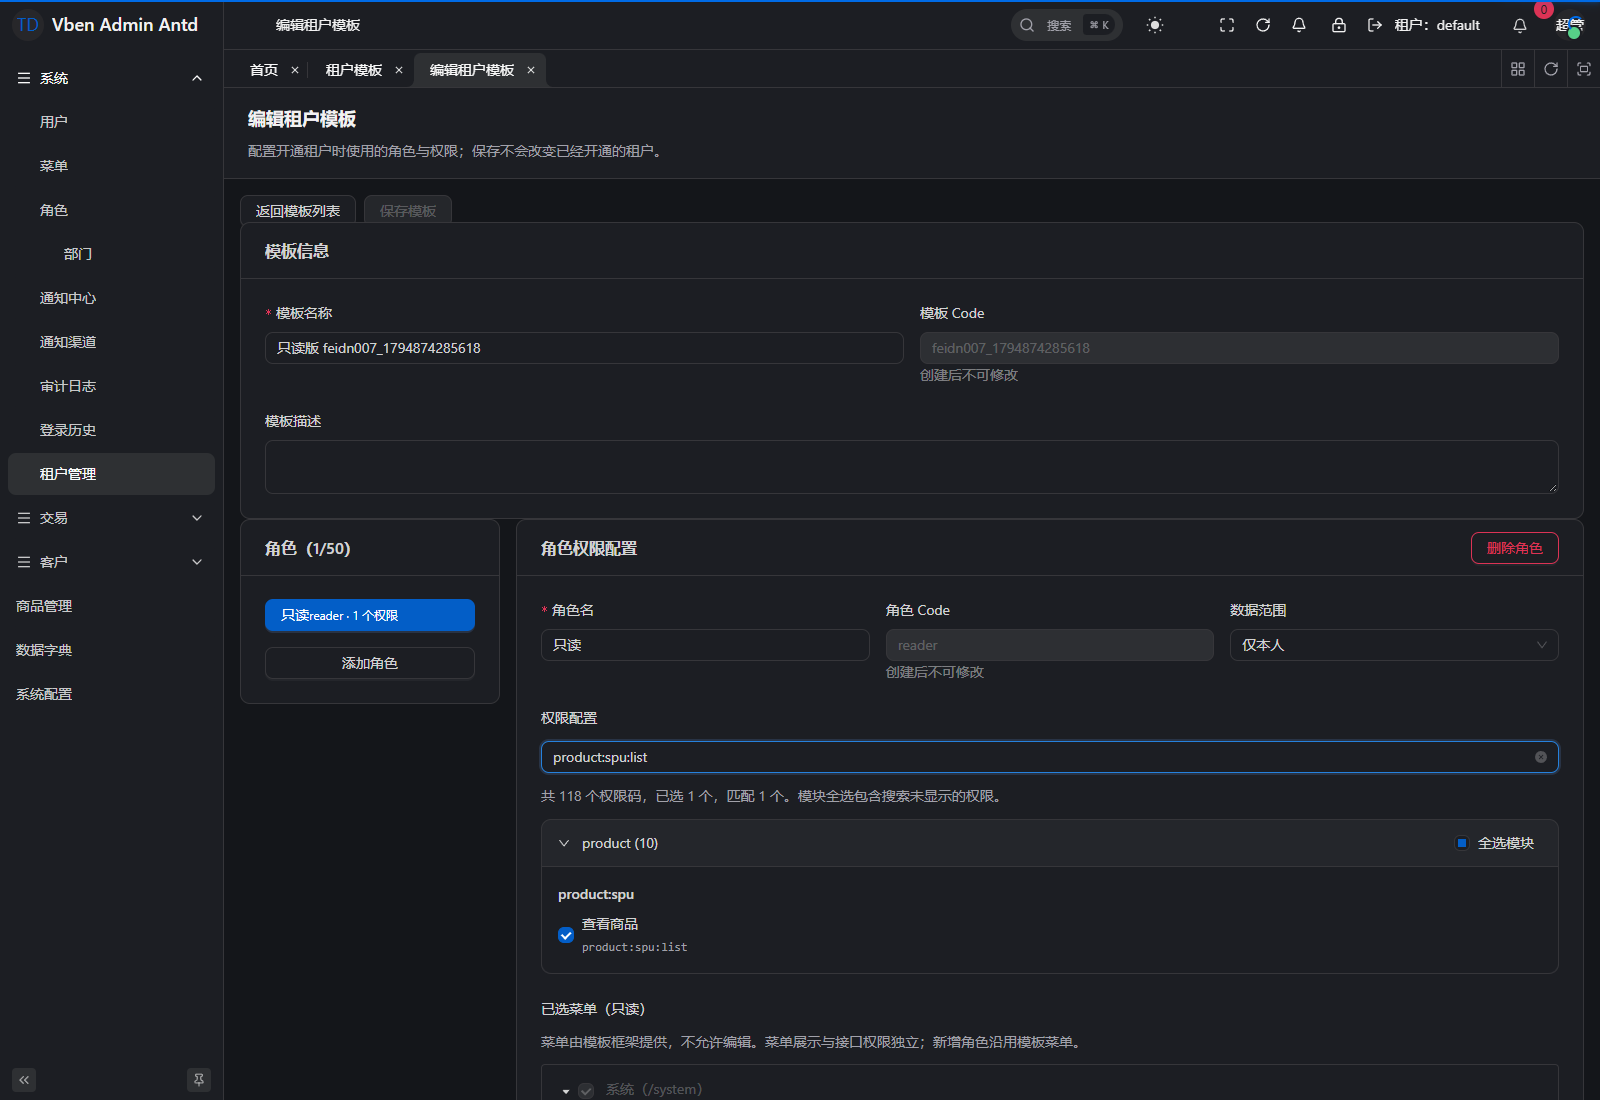 TD Vben Admin Antd
编辑租户模板
搜索 ⌘ K
租户：default
0
超管
系统
用户
菜单
角色
部门
通知中心
通知渠道
审计日志
登录历史
租户管理
交易
客户
商品管理
数据字典
系统配置
首页
租户模板
编辑租户模板
编辑租户模板
配置开通租户时使用的角色与权限；保存不会改变已经开通的租户。
返回模板列表
保存模板
模板信息
* 模板名称
只读版 feidn007_1794874285618
模板 Code
feidn007_1794874285618
创建后不可修改
模板描述
角色（1/50）
只读reader · 1 个权限
添加角色
角色权限配置
删除角色
* 角色名
只读
角色 Code
reader
创建后不可修改
数据范围
仅本人
权限配置
product:spu:list
共 118 个权限码，已选 1 个，匹配 1 个。模块全选包含搜索未显示的权限。
product (10)
全选模块
product:spu
查看商品
product:spu:list
已选菜单（只读）
菜单由模板框架提供，不允许编辑。菜单展示与接口权限独立；新增角色沿用模板菜单。
系统（/system）